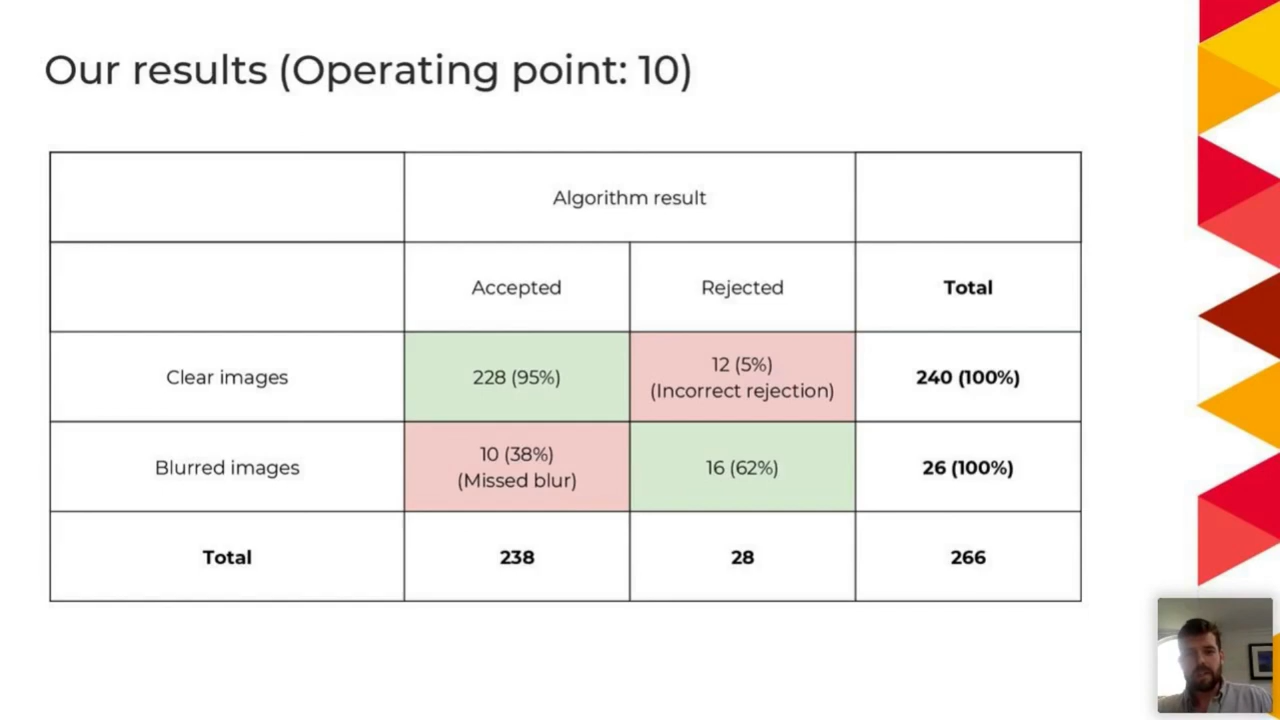 Our results (Operating point: 10)
Algorithm result
Accepted
Rejected
Total
Clear images
228 (95%)
12 (5%)
(Incorrect rejection)
240 (100%)
Blurred images
10 (38%)
(Missed blur)
16 (62%)
26 (100%)
Total
238
28
266